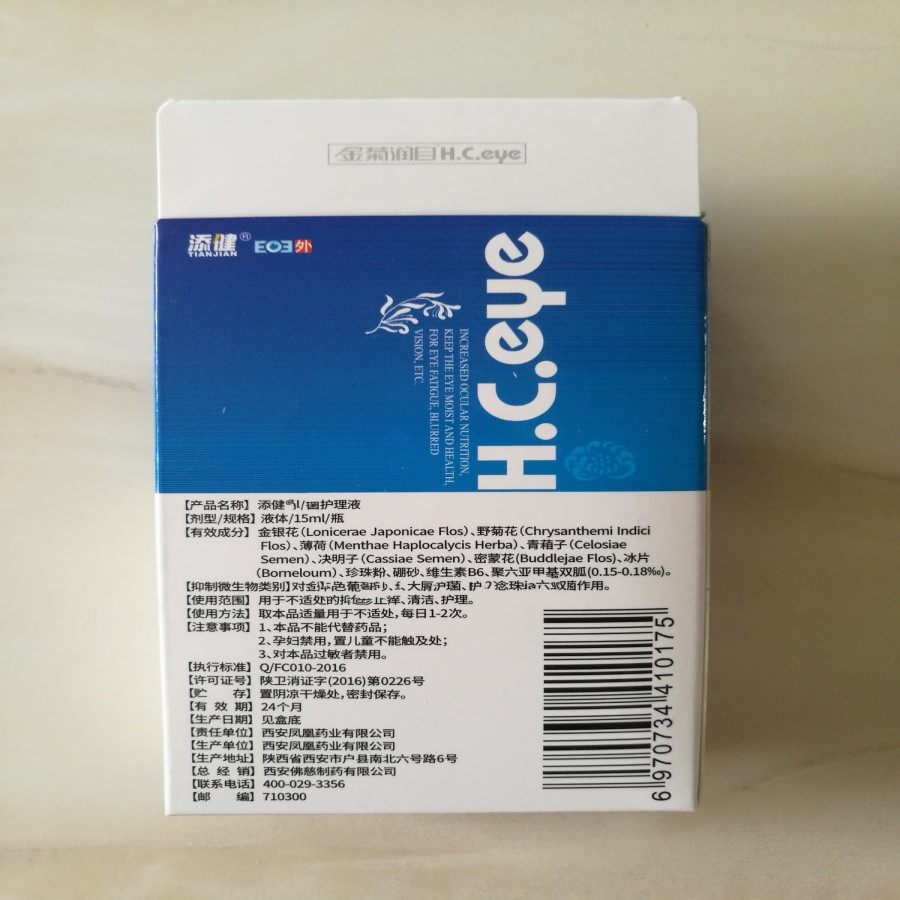 金菊润目H.C.eye
添健®
TIANJIAN
EOE外
H.C.eye
INCREASED OCULAR NUTRITION,
KEEP THE EYE MOIST AND HEALTH,
FOR EYE FATIGUE, BLURRED
VISION, ETC.
【产品名称】添健 护理液
【剂型/规格】液体/15ml/瓶
【有效成分】金银花(Lonicerae Japonicae Flos)、野菊花(Chrysanthemi Indici
Flos)、薄荷(Menthae Haplocalycis Herba)、青葙子(Celosiae
Semen)、决明子(Cassiae Semen)、密蒙花(Buddlejae Flos)、冰片
(Borneloum)、珍珠粉、硼砂、维生素B6、聚六亚甲基双胍(0.15-0.18‰)。
【抑制微生物类别】对 作用。
【使用范围】用于不适处的抑 止痒、清洁、护理。
【使用方法】取本品适量用于不适处,每日1-2次。
【注意事项】1、本品不能代替药品;
2、孕妇禁用,置儿童不能触及处;
3、对本品过敏者禁用。
【执行标准】Q/FC010-2016
【许可证号】陕卫消证字(2016)第0226号
【贮 存】置阴凉干燥处,密封保存。
【有 效 期】24个月
【生产日期】见盒底
【责任单位】西安凤凰药业有限公司
【生产单位】西安凤凰药业有限公司
【生产地址】陕西省西安市户县南北六号路6号
【总 经 销】西安佛慈制药有限公司
【联系电话】400-029-3356
【邮 编】710300
6 970734 410175